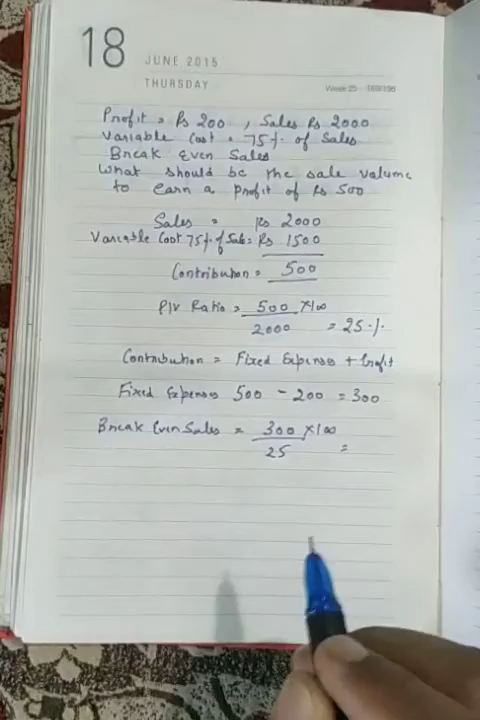 18
JUNE 2015
THURSDAY
Week 25
Profit = Rs 200 , Sales Rs 2000
Variable Cost = 75% of Sales
Break Even Sales
What should be the sale volume
to earn a profit of Rs 500
Sales = Rs 2000
Variable Cost 75% of Sale = Rs 1500
Contribution = 500
P/V Ratio = 500 × 100
2000 = 25%
Contribution = Fixed Expenses + Profit
Fixed Expenses 500 - 200 = 300
Break Even Sales = 300 × 100
25 =